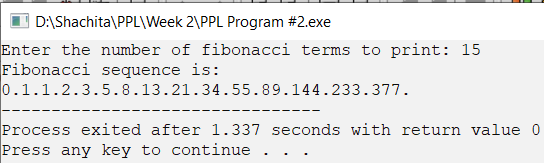 D:\Shachita\PPL\Week 2\PPL Program #2.exe
Enter the number of fibonacci terms to print: 15
Fibonacci sequence is:
0.1.1.2.3.5.8.13.21.34.55.89.144.233.377.
--------------------------------
Process exited after 1.337 seconds with return value 0
Press any key to continue . . .